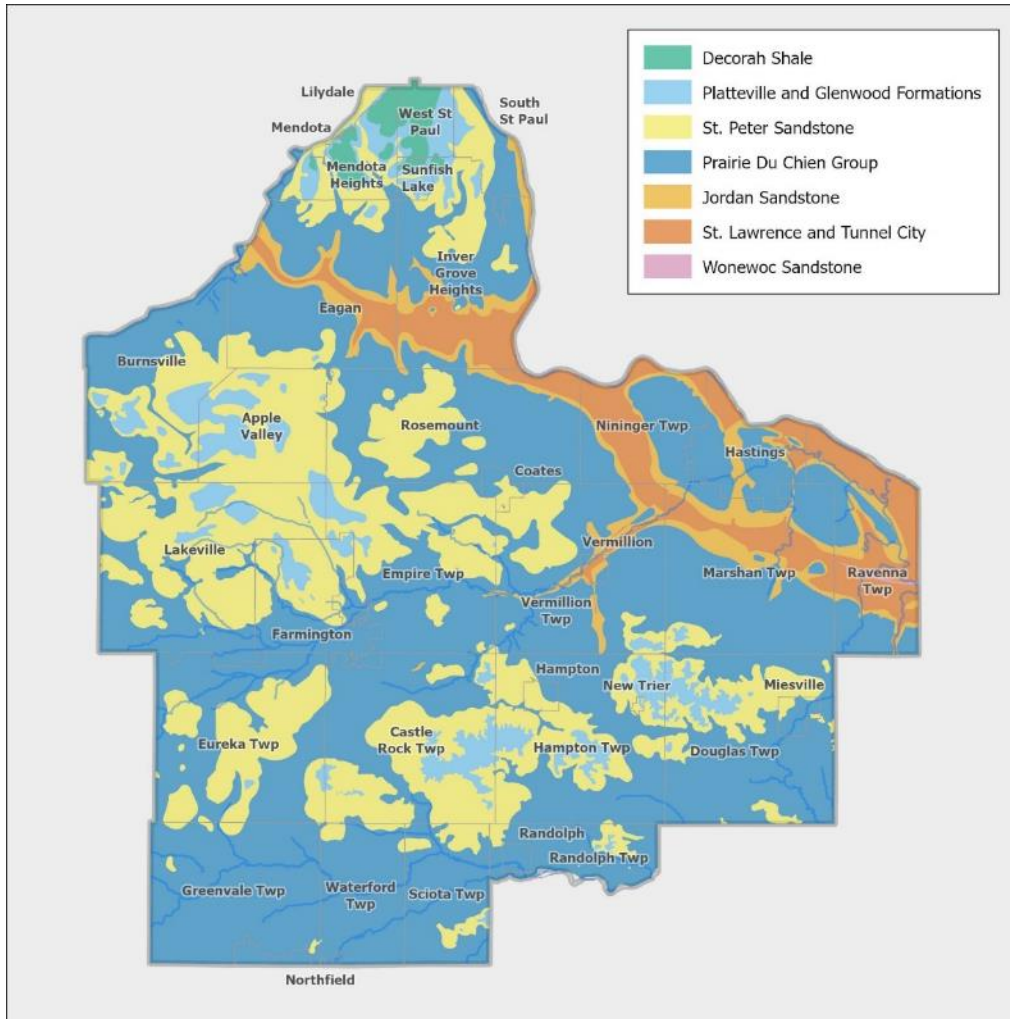 Decorah Shale
Platteville and Glenwood Formations
St. Peter Sandstone
Prairie Du Chien Group
Jordan Sandstone
St. Lawrence and Tunnel City
Wonewoc Sandstone
Lilydale
South
St Paul
West St
Paul
Mendota
Mendota
Heights
Sunfish
Lake
Inver
Grove
Heights
Eagan
Burnsville
Apple
Valley
Rosemount
Nininger Twp
Hastings
Coates
Lakeville
Empire Twp
Vermillion
Marshan Twp
Ravenna
Twp
Vermillion
Twp
Farmington
Hampton
New Trier
Miesville
Eureka Twp
Castle
Rock Twp
Hampton Twp
Douglas Twp
Randolph
Randolph Twp
Greenvale Twp
Waterford
Twp
Sciota Twp
Northfield